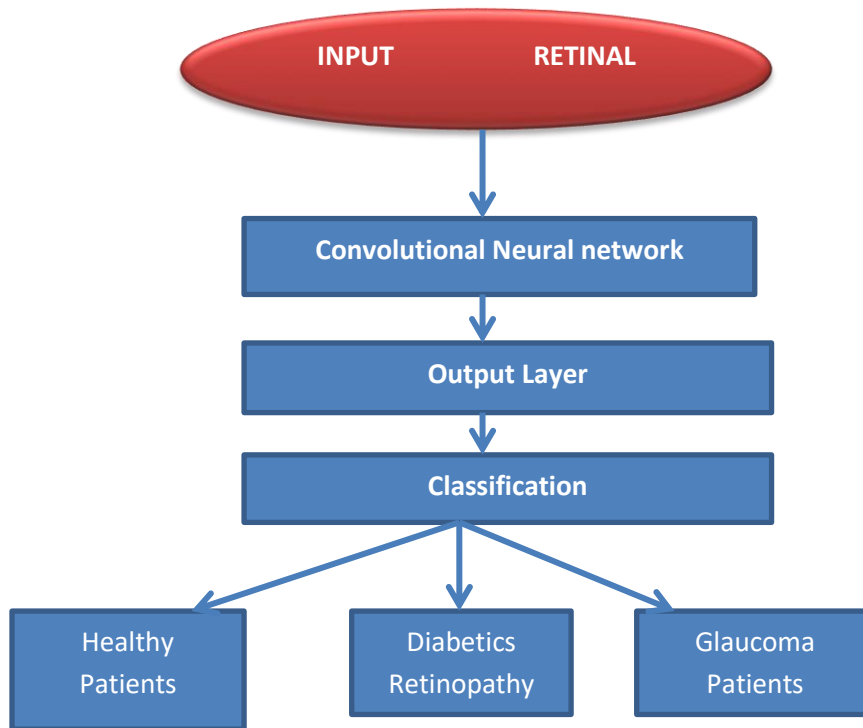 INPUT RETINAL
Convolutional Neural network
Output Layer
Classification
Healthy
Patients
Diabetics
Retinopathy
Glaucoma
Patients